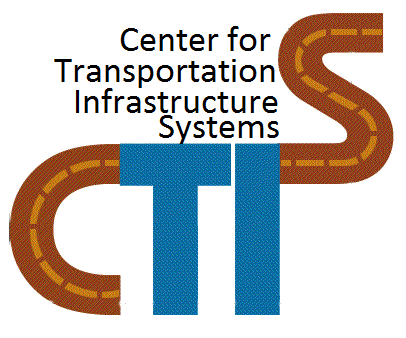 Center for
Transportation
Infrastructure
Systems
CTIS